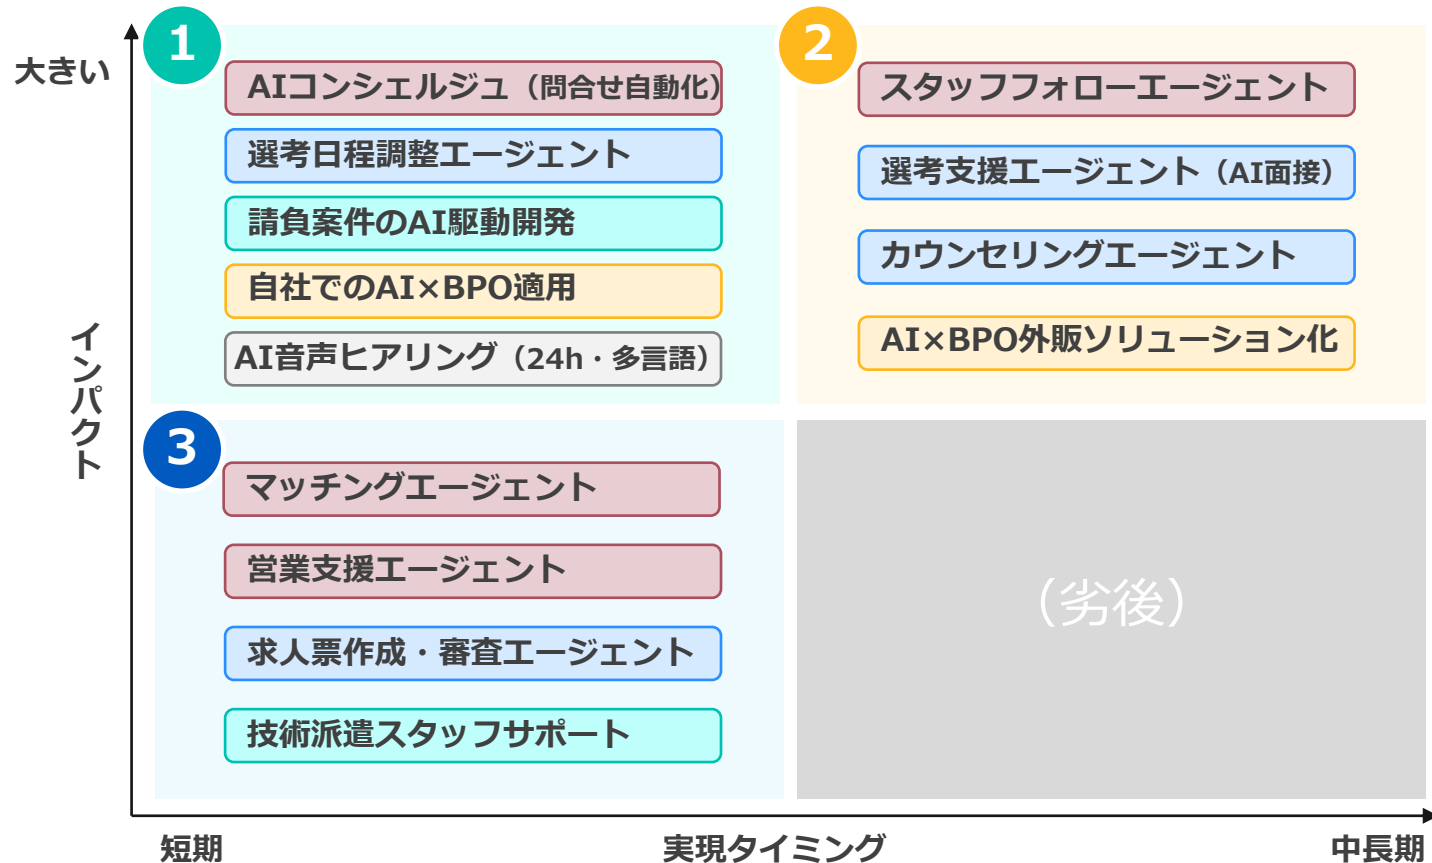 大きい
インパクト
1
AIコンシェルジュ（問合せ自動化）
選考日程調整エージェント
請負案件のAI駆動開発
自社でのAI×BPO適用
AI音声ヒアリング（24h・多言語）
2
スタッフフォローエージェント
選考支援エージェント（AI面接）
カウンセリングエージェント
AI×BPO外販ソリューション化
3
マッチングエージェント
営業支援エージェント
求人票作成・審査エージェント
技術派遣スタッフサポート
（劣後）
短期
実現タイミング
中長期